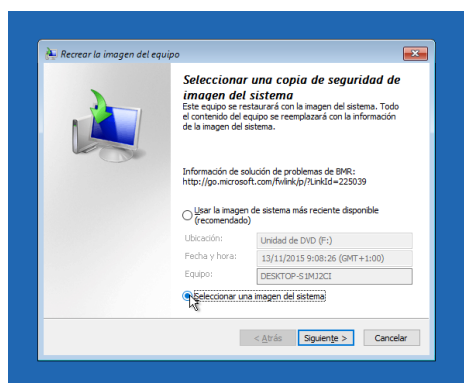 Recrear la imagen del equipo
Seleccionar una copia de seguridad de
imagen del sistema
Este equipo se restaurará con la imagen del sistema. Todo
el contenido del equipo se reemplazará con la información
de la imagen del sistema.
Información de solución de problemas de BMR:
http://go.microsoft.com/fwlink/p/?LinkId=225039
Usar la imagen de sistema más reciente disponible
(recomendado)
Ubicación: Unidad de DVD (F:)
Fecha y hora: 13/11/2015 9:08:26 (GMT+1:00)
Equipo: DESKTOP-S1MJ2CI
Seleccionar una imagen del sistema
< Atrás Siguiente > Cancelar